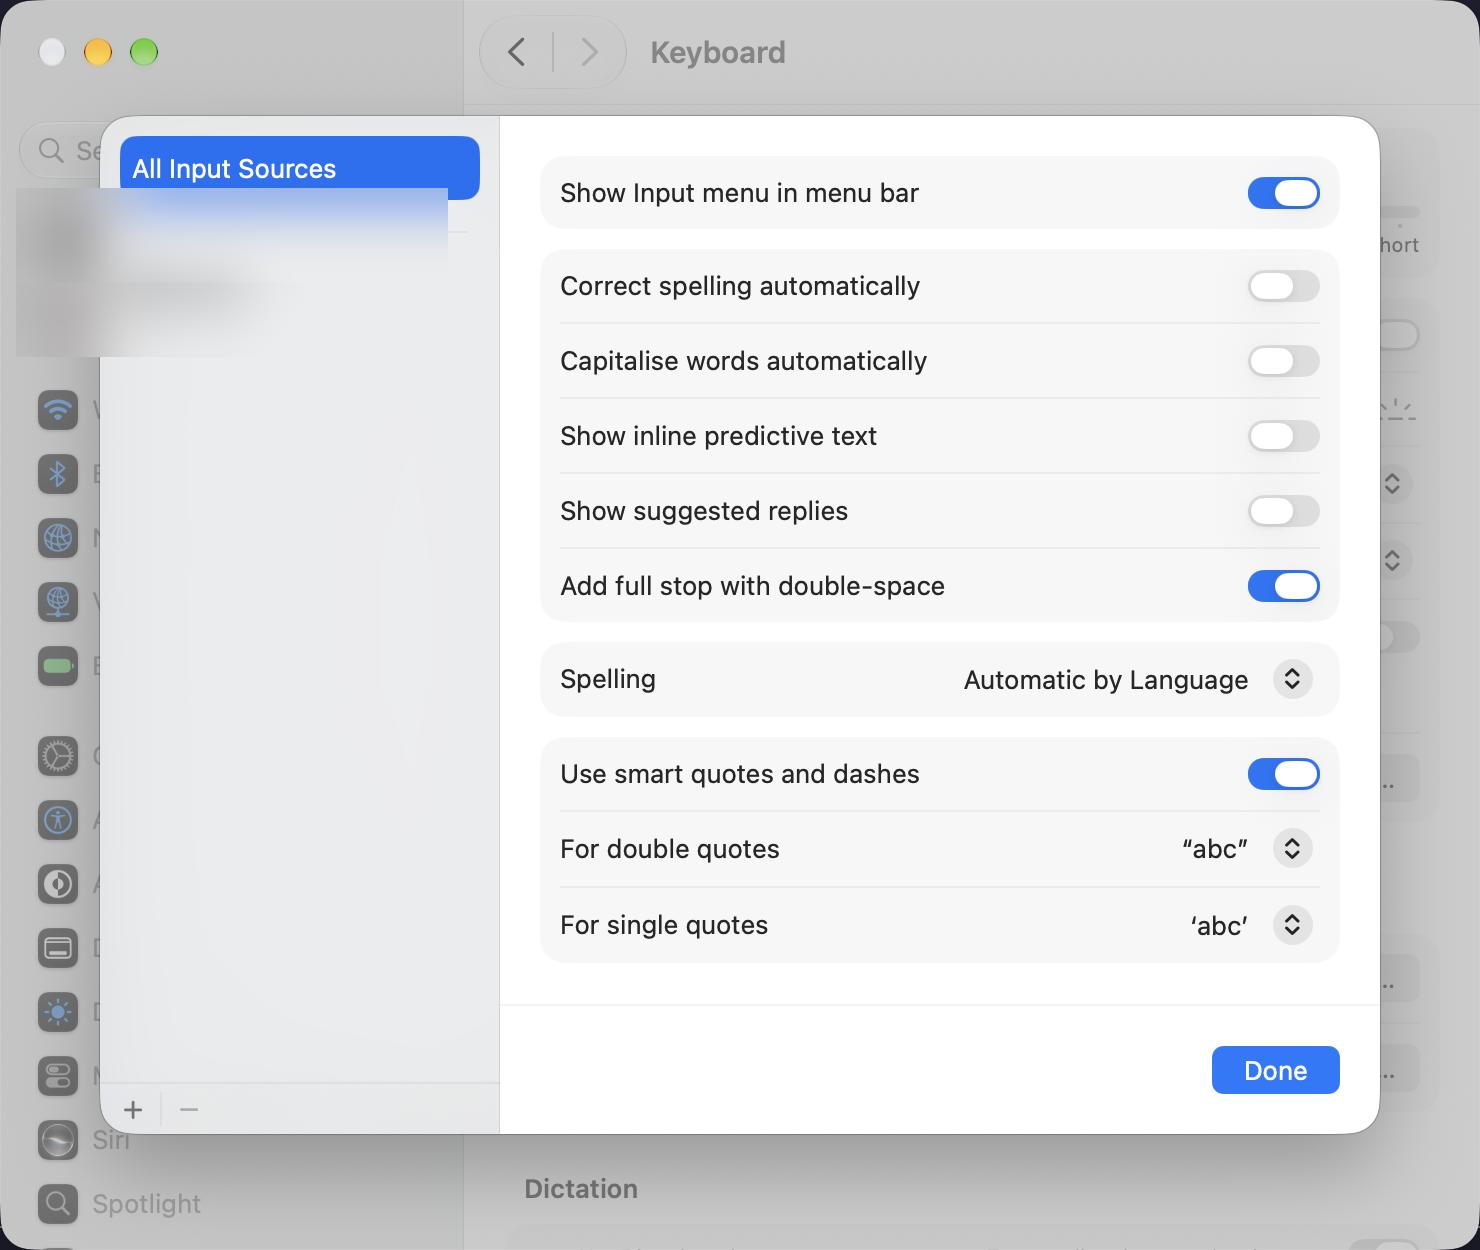 Keyboard
All Input Sources
Show Input menu in menu bar
Correct spelling automatically
Capitalise words automatically
Show inline predictive text
Show suggested replies
Add full stop with double-space
Spelling Automatic by Language
Use smart quotes and dashes
For double quotes “abc”
For single quotes ‘abc’
Done
Siri
Spotlight
Dictation